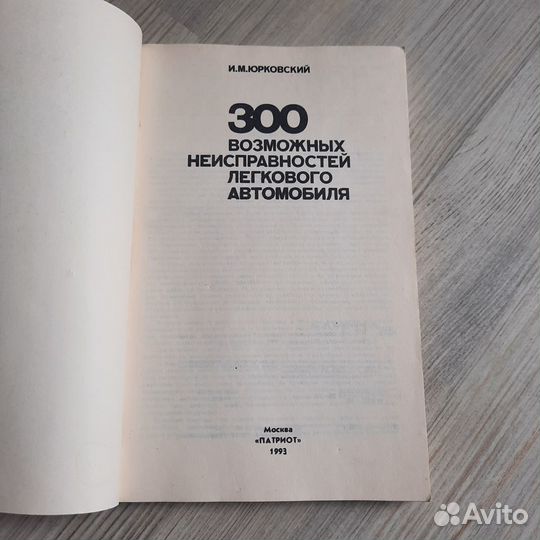 И.М.ЮРКОВСКИЙ
300
ВОЗМОЖНЫХ
НЕИСПРАВНОСТЕЙ
ЛЕГКОВОГО
АВТОМОБИЛЯ
Москва
«ПАТРИОТ»
1993
Avito